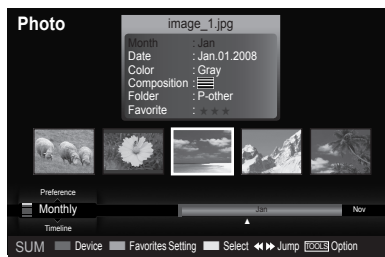 Photo
image_1.jpg
Month : Jan
Date : Jan.01.2008
Color : Gray
Composition :
Folder : P-other
Favorite : ★ ★ ★
Preference
Monthly
Timeline
Jan
Nov
SUM Device Favorites Setting Select ◄◄ ►► Jump TOOLS Option